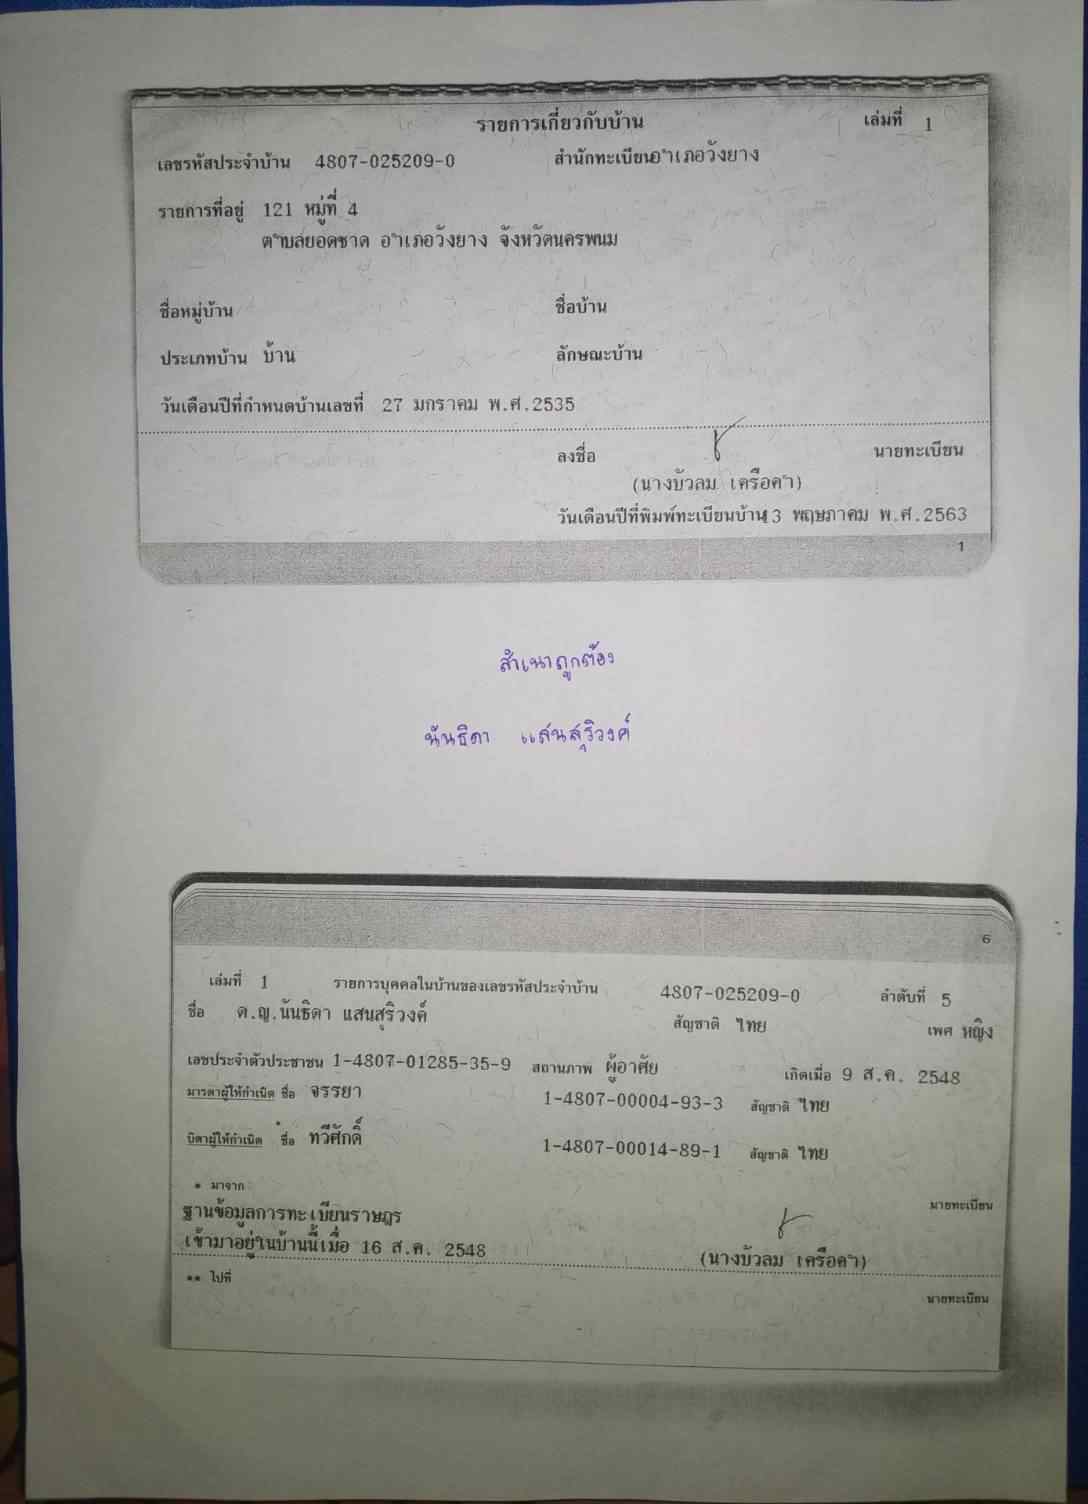 รายการเกี่ยวกับบ้าน เล่มที่ 1
เลขรหัสประจำบ้าน 4807-025209-0 สำนักทะเบียนอำเภอวังยาง
รายการที่อยู่ 121 หมู่ที่ 4
ตำบลยอดชาด อำเภอวังยาง จังหวัดนครพนม
ชื่อหมู่บ้าน ชื่อบ้าน
ประเภทบ้าน บ้าน ลักษณะบ้าน
วันเดือนปีที่กำหนดบ้านเลขที่ 27 มกราคม พ.ศ.2535
ลงชื่อ นายทะเบียน
(นางบัวลม เครือคำ)
วันเดือนปีที่พิมพ์ทะเบียนบ้าน13 พฤษภาคม พ.ศ.2563
1
สำเนาถูกต้อง
นันธิดา แสนสุริวงค์
6
เล่มที่ 1 รายการบุคคลในบ้านของเลขรหัสประจำบ้าน 4807-025209-0 ลำดับที่ 5
ชื่อ ด.ญ.นันธิดา แสนสุริวงค์ สัญชาติ ไทย เพศ หญิง
เลขประจำตัวประชาชน 1-4807-01285-35-9 สถานภาพ ผู้อาศัย เกิดเมื่อ 9 ส.ค. 2548
มารดาผู้ให้กำเนิด ชื่อ จรรยา 1-4807-00004-93-3 สัญชาติ ไทย
บิดาผู้ให้กำเนิด ชื่อ ทวีศักดิ์ 1-4807-00014-89-1 สัญชาติ ไทย
* มาจาก
ฐานข้อมูลการทะเบียนราษฎร นายทะเบียน
เข้ามาอยู่ในบ้านนี้เมื่อ 16 ส.ค. 2548 (นางบัวลม เครือคำ)
** ไปที่
นายทะเบียน